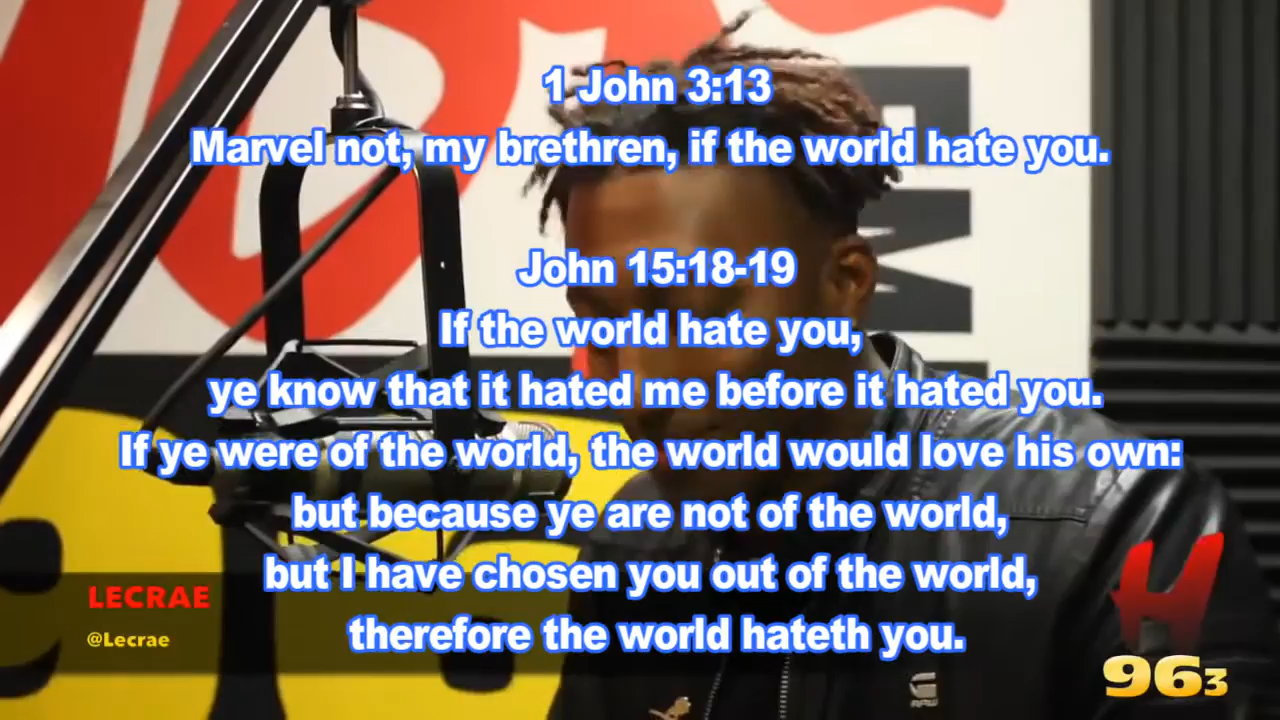 1 John 3:13
Marvel not, my brethren, if the world hate you.
John 15:18-19
If the world hate you,
ye know that it hated me before it hated you.
If ye were of the world, the world would love his own:
but because ye are not of the world,
but I have chosen you out of the world,
therefore the world hateth you.
LECRAE
@Lecrae
H
963